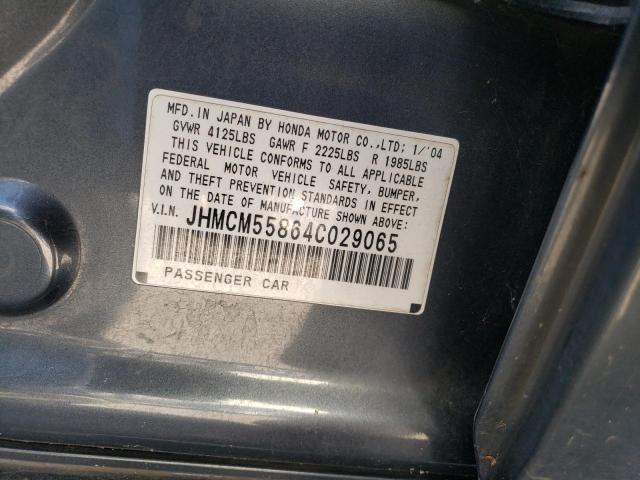 MFD. IN JAPAN BY HONDA MOTOR CO.,LTD; 1/'04
GVWR 4125LBS GAWR F 2225LBS R 1985LBS
THIS VEHICLE CONFORMS TO ALL APPLICABLE
FEDERAL MOTOR VEHICLE SAFETY, BUMPER,
AND THEFT PREVENTION STANDARDS IN EFFECT
ON THE DATE OF MANUFACTURE SHOWN ABOVE:
V.I.N. JHMCM55864C029065
PASSENGER CAR